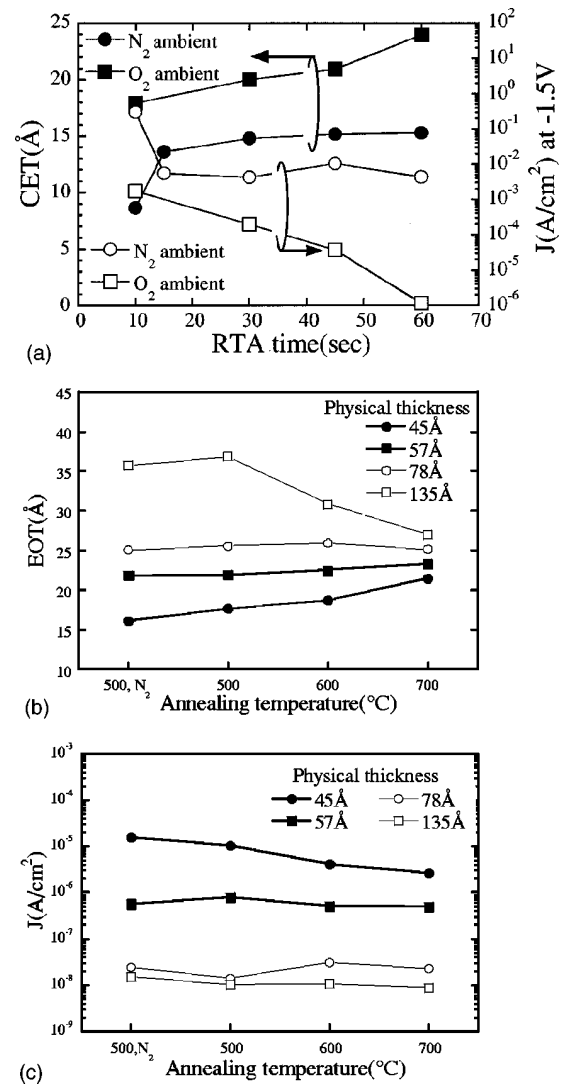 N2 ambient
O2 ambient
N2 ambient
O2 ambient
CET(Å)
25
20
15
10
5
0
0 10 20 30 40 50 60 70
RTA time(sec)
10^2
10^1
10^0
10^-1
10^-2
10^-3
10^-4
10^-5
10^-6
J(A/cm^2) at -1.5V
(a)
Physical thickness
45Å
57Å
78Å
135Å
EOT(Å)
45
40
35
30
25
20
15
10
500, N2 500 600 700
Annealing temperature(°C)
(b)
Physical thickness
45Å 78Å
57Å 135Å
J(A/cm^2)
10^-3
10^-4
10^-5
10^-6
10^-7
10^-8
10^-9
500,N2 500 600 700
Annealing temperature(°C)
(c)